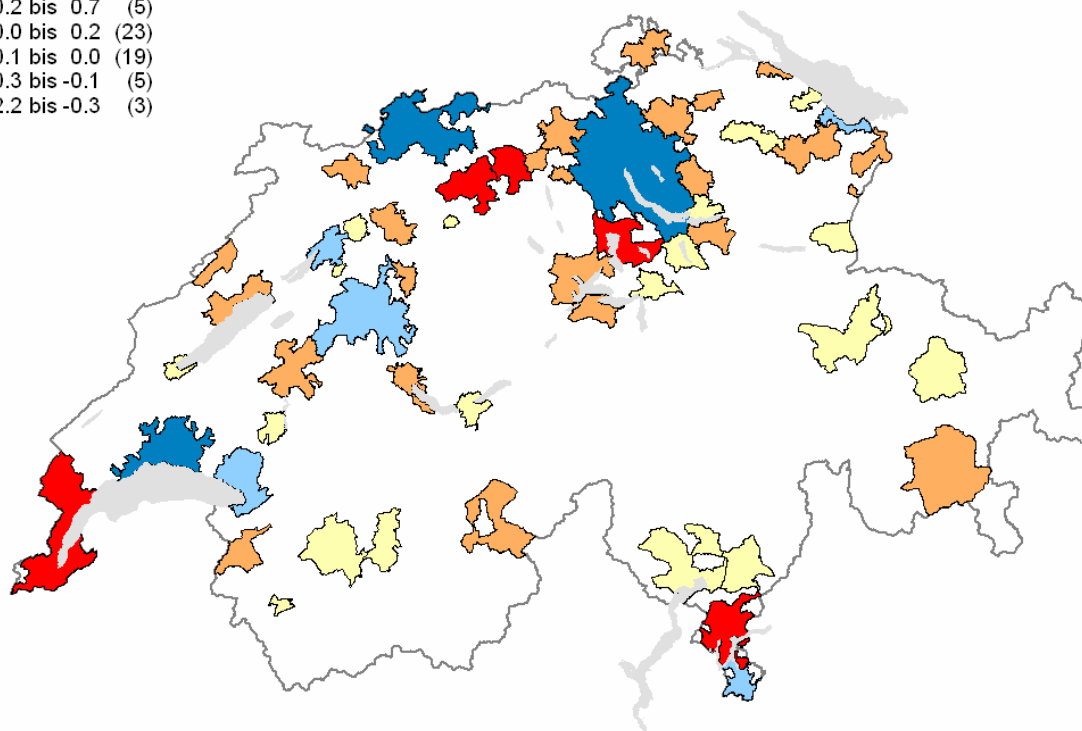 0.2 bis 0.7 (5)
0.0 bis 0.2 (23)
0.1 bis 0.0 (19)
0.3 bis -0.1 (5)
2.2 bis -0.3 (3)